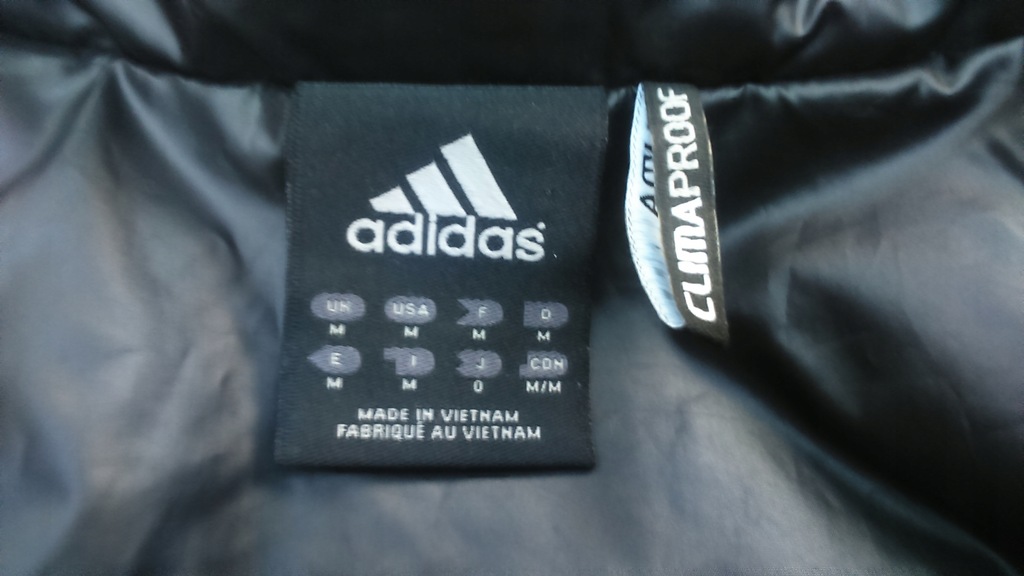 adidas
UK USA F D
M M M M
E I J CDN
M M O M/M
MADE IN VIETNAM
FABRIQUÉ AU VIETNAM
CLIMAPROOF